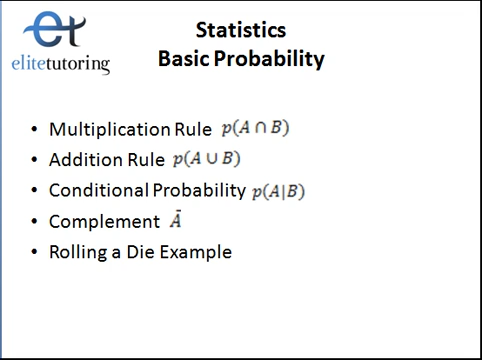 et
elitetutoring
Statistics
Basic Probability
• Multiplication Rule p(A ∩ B)
• Addition Rule p(A ∪ B)
• Conditional Probability p(A|B)
• Complement Ā
• Rolling a Die Example